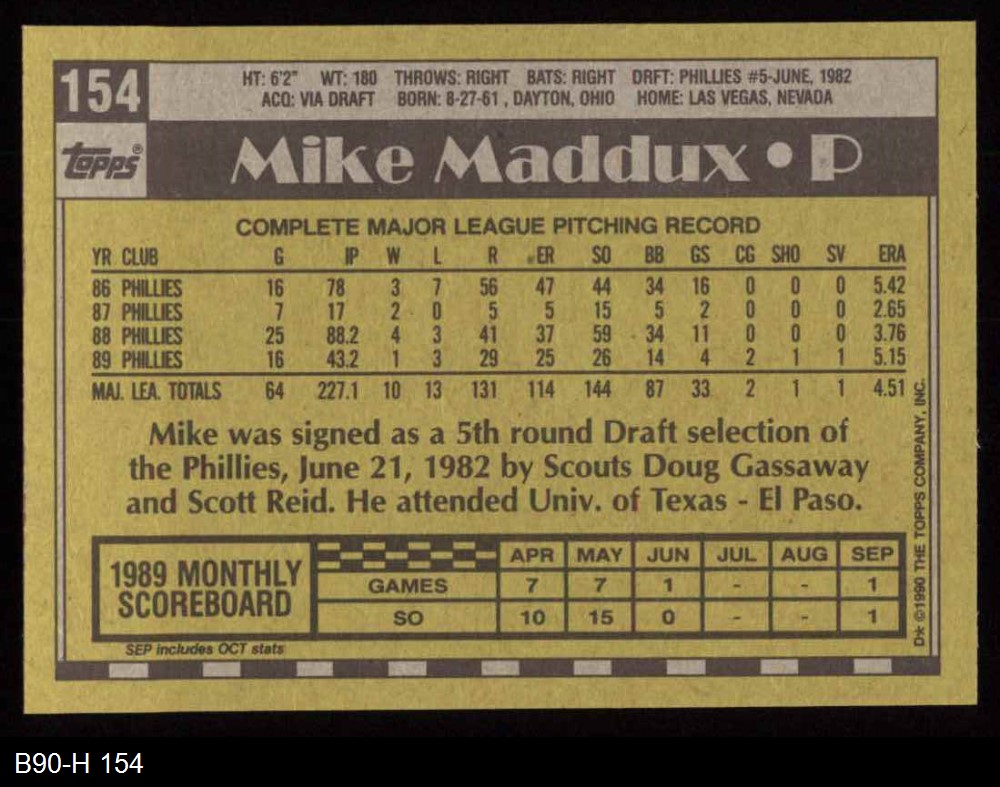 154
HT: 6'2" WT: 180 THROWS: RIGHT BATS: RIGHT DRFT: PHILLIES #5-JUNE, 1982
ACQ: VIA DRAFT BORN: 8-27-61 , DAYTON, OHIO HOME: LAS VEGAS, NEVADA
topps®
Mike Maddux • P
COMPLETE MAJOR LEAGUE PITCHING RECORD
YR CLUB G IP W L R ER SO BB GS CG SHO SV ERA
86 PHILLIES 16 78 3 7 56 47 44 34 16 0 0 0 5.42
87 PHILLIES 7 17 2 0 5 5 15 5 2 0 0 0 2.65
88 PHILLIES 25 88.2 4 3 41 37 59 34 11 0 0 0 3.76
89 PHILLIES 16 43.2 1 3 29 25 26 14 4 2 1 1 5.15
MAJ. LEA. TOTALS 64 227.1 10 13 131 114 144 87 33 2 1 1 4.51
Mike was signed as a 5th round Draft selection of
the Phillies, June 21, 1982 by Scouts Doug Gassaway
and Scott Reid. He attended Univ. of Texas - El Paso.
1989 MONTHLY
SCOREBOARD
APR MAY JUN JUL AUG SEP
GAMES 7 7 1 - - 1
SO 10 15 0 - - 1
SEP includes OCT stats
D* ©1990 THE TOPPS COMPANY, INC.
B90-H 154